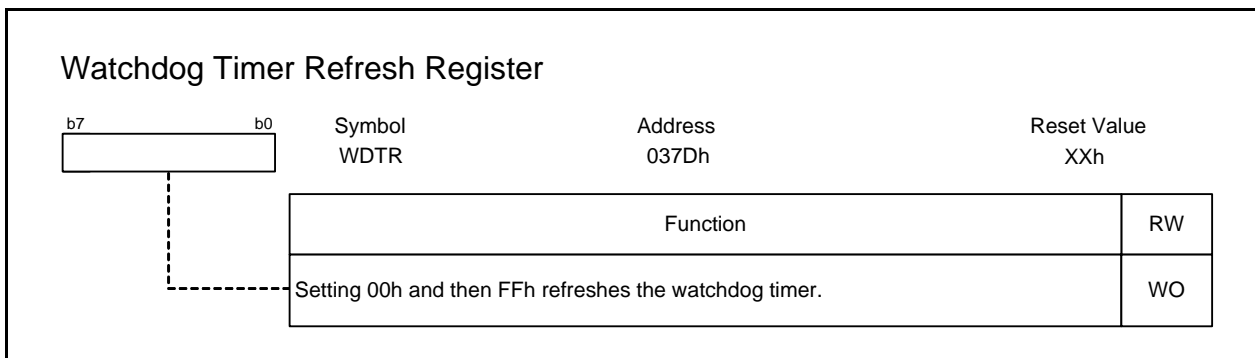 Watchdog Timer Refresh Register
b7 b0 Symbol Address Reset Value
WDTR 037Dh XXh
Function RW
Setting 00h and then FFh refreshes the watchdog timer. WO